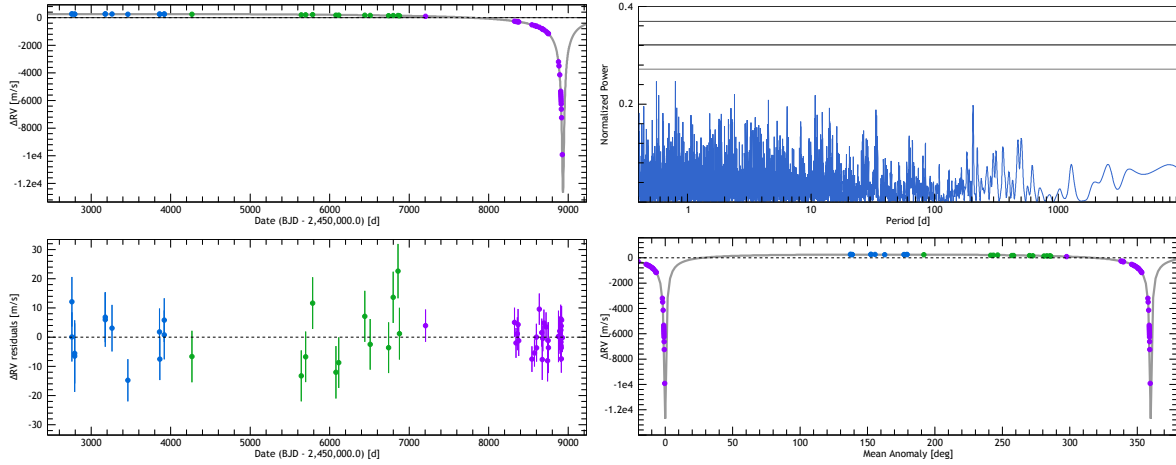 0
-2000
-4000
-6000
-8000
-1e4
-1.2e4
ΔRV [m/s]
3000 4000 5000 6000 7000 8000 9000
Date (BJD - 2,450,000.0) [d]
0.4
0.2
Normalized Power
1 10 100 1000
Period [d]
30
20
10
0
-10
-20
-30
ΔRV residuals [m/s]
3000 4000 5000 6000 7000 8000 9000
Date (BJD - 2,450,000.0) [d]
0
-2000
-4000
-6000
-8000
-1e4
-1.2e4
ΔRV [m/s]
0 50 100 150 200 250 300 350
Mean Anomaly [deg]